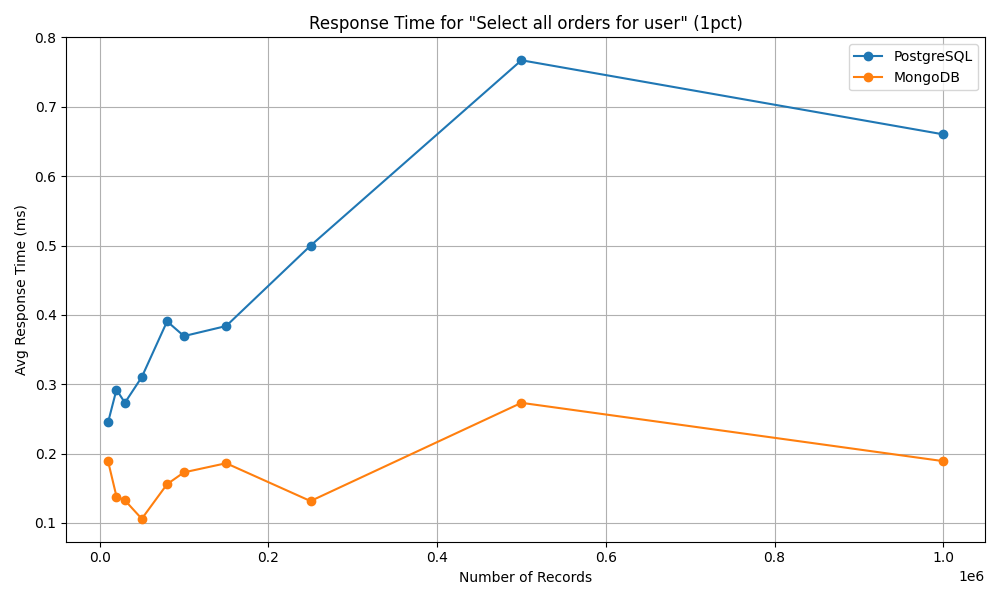 Response Time for "Select all orders for user" (1pct)
PostgreSQL
MongoDB
Avg Response Time (ms)
0.8
0.7
0.6
0.5
0.4
0.3
0.2
0.1
0.0 0.2 0.4 0.6 0.8 1.0
1e6
Number of Records